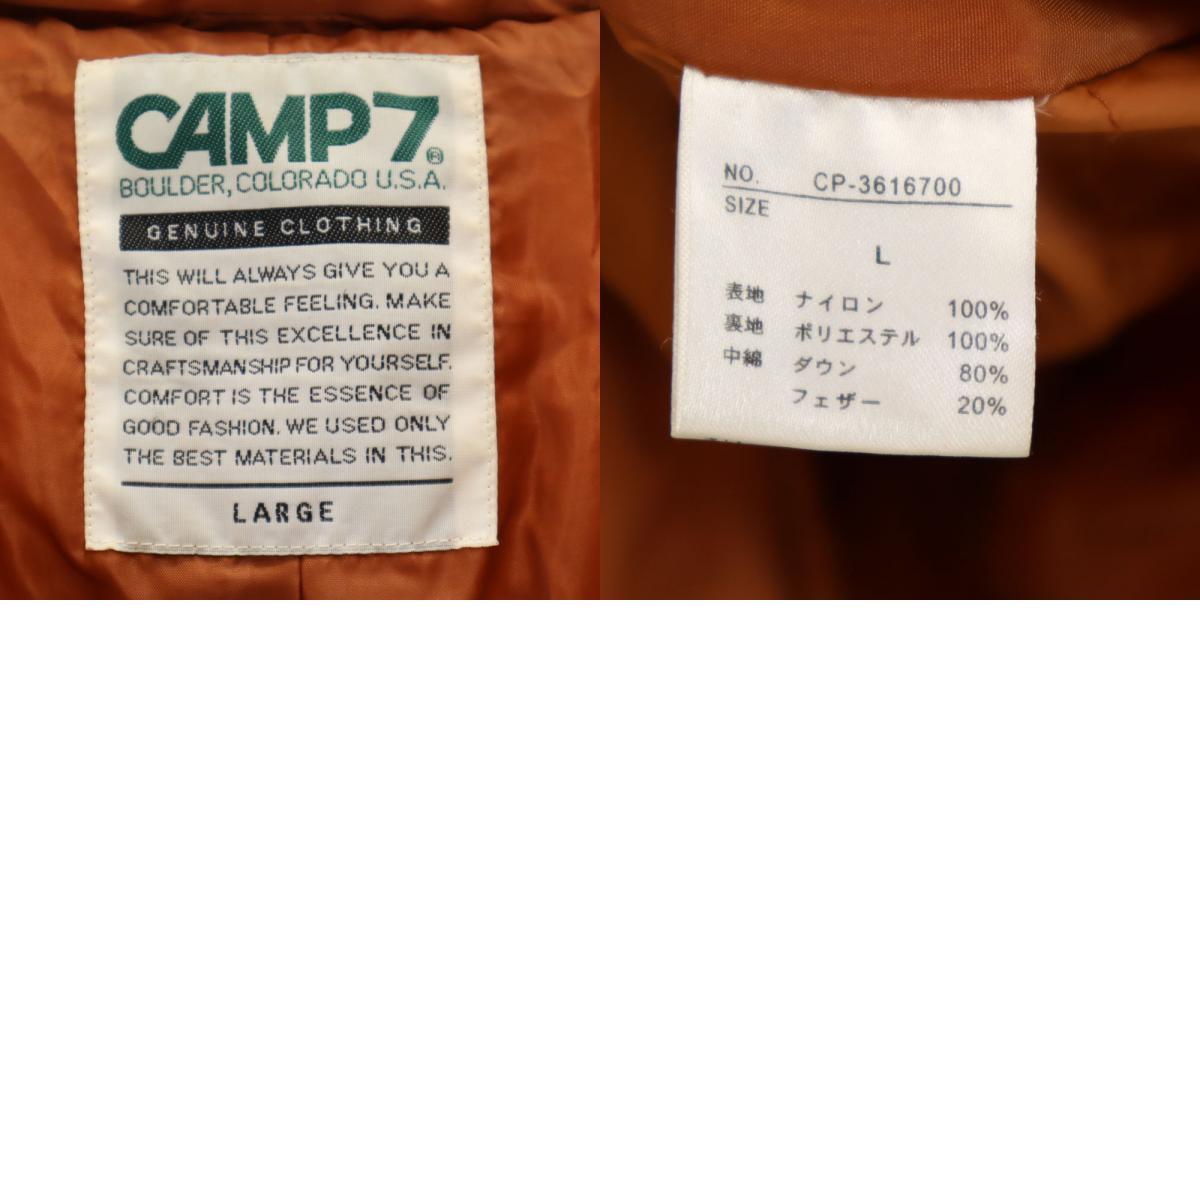 CAMP7®
BOULDER, COLORADO U.S.A.
GENUINE CLOTHING
THIS WILL ALWAYS GIVE YOU A
COMFORTABLE FEELING. MAKE
SURE OF THIS EXCELLENCE IN
CRAFTSMANSHIP FOR YOURSELF.
COMFORT IS THE ESSENCE OF
GOOD FASHION. WE USED ONLY
THE BEST MATERIALS IN THIS.
LARGE
NO. CP-3616700
SIZE
L
表地 ナイロン 100%
裏地 ポリエステル 100%
中綿 ダウン 80%
フェザー 20%